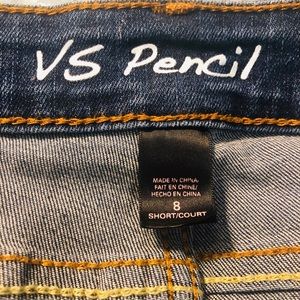 VS Pencil
MADE IN CHINA
FAIT EN CHINE/
HECHO EN CHINA
8
SHORT/COURT